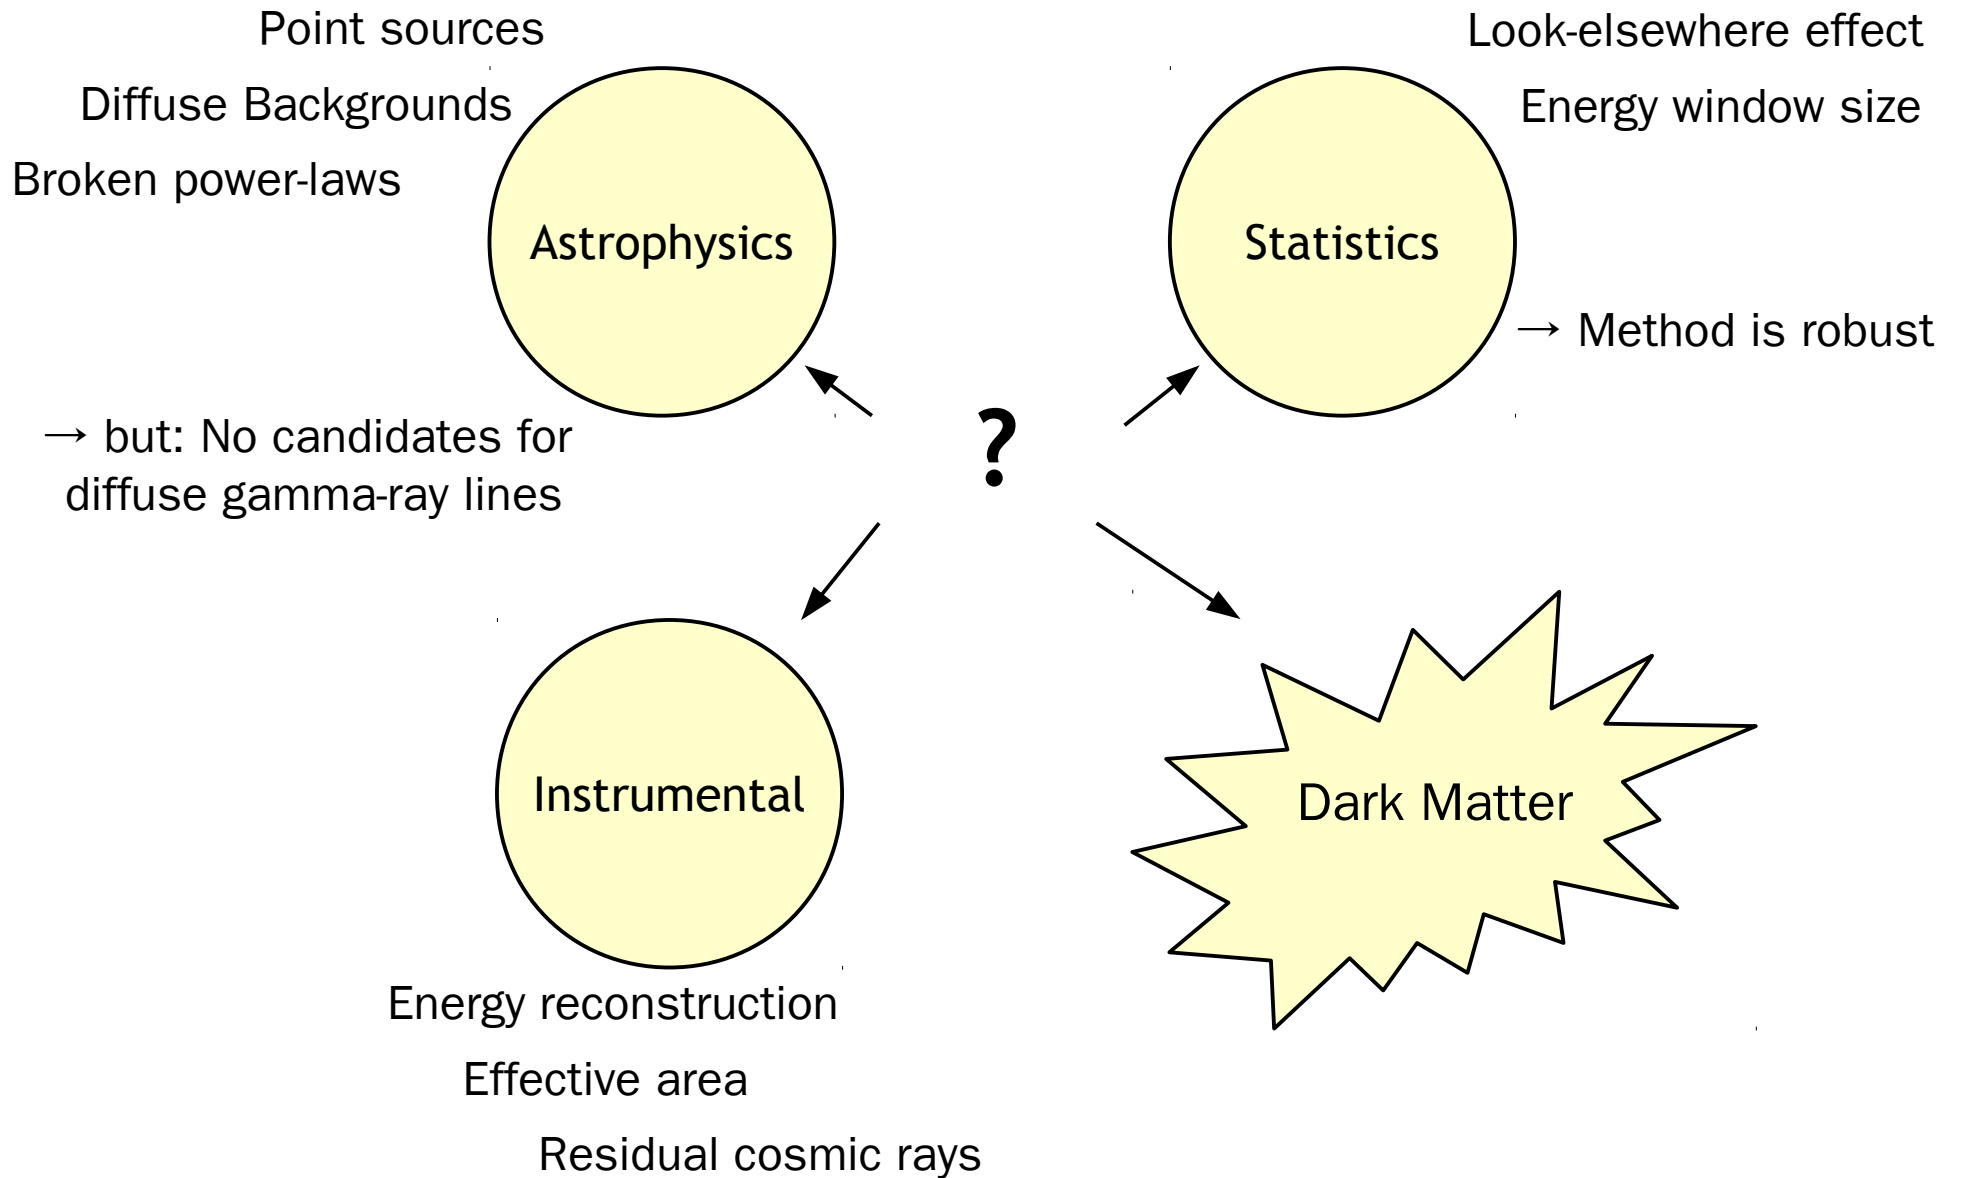 Point sources
Diffuse Backgrounds
Broken power-laws
Astrophysics
→ but: No candidates for
diffuse gamma-ray lines
Look-elsewhere effect
Energy window size
Statistics
→ Method is robust
?
Instrumental
Energy reconstruction
Effective area
Residual cosmic rays
Dark Matter